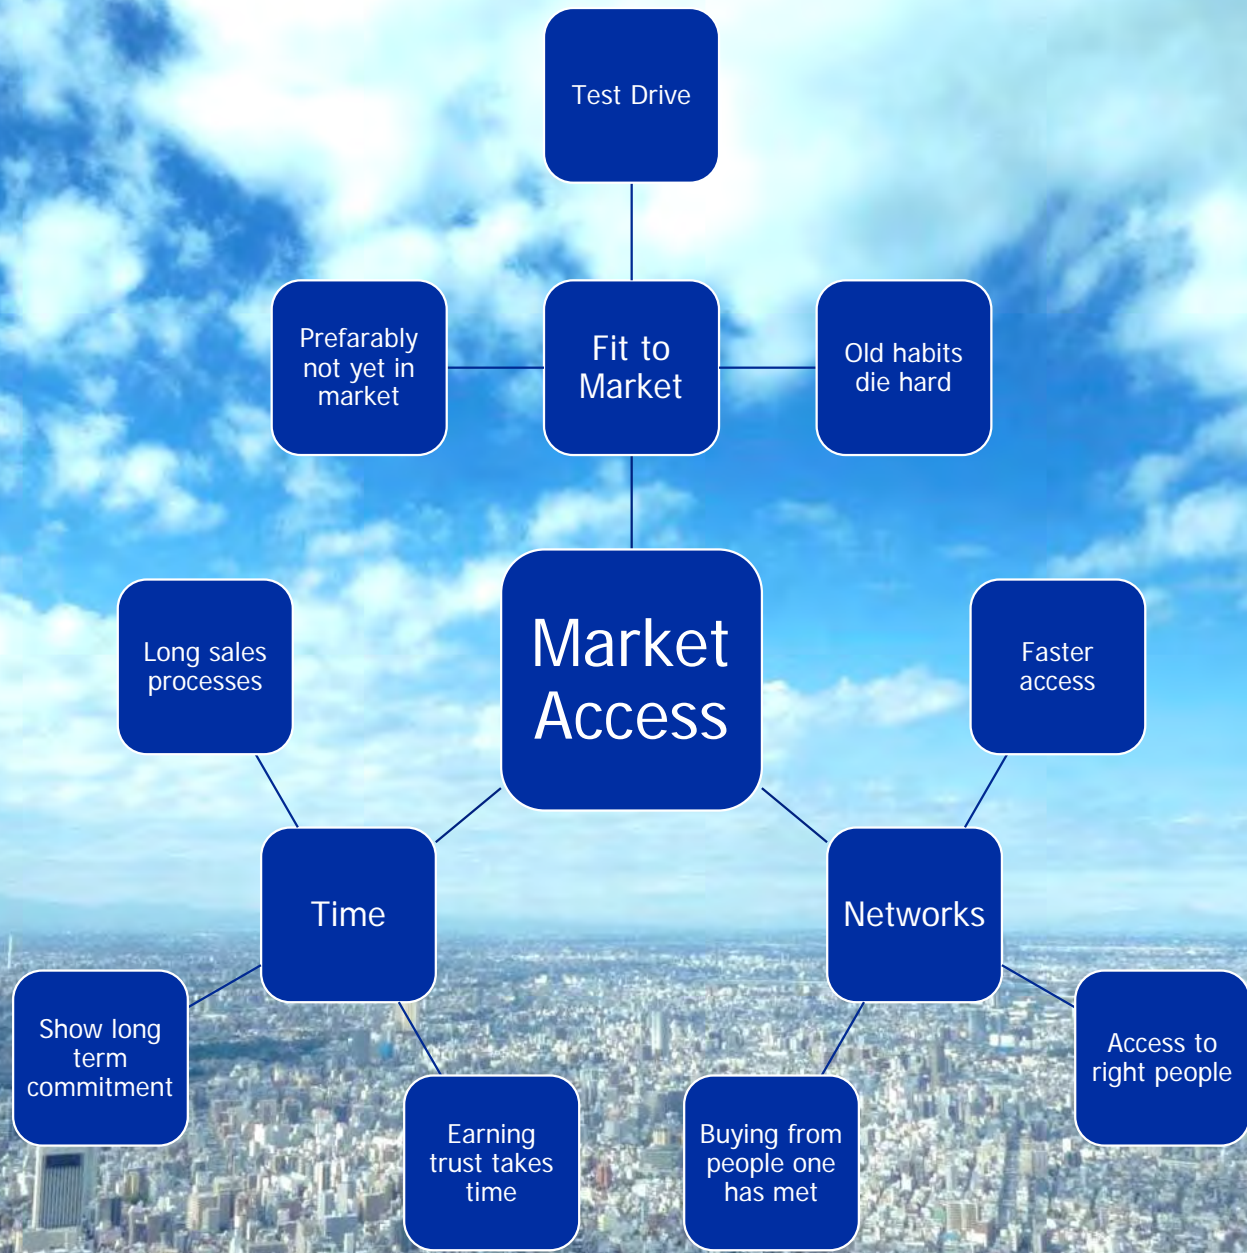 Test Drive
Prefarably
not yet in
market
Fit to
Market
Old habits
die hard
Market
Access
Long sales
processes
Faster
access
Time
Networks
Show long
term
commitment
Earning
trust takes
time
Buying from
people one
has met
Access to
right people